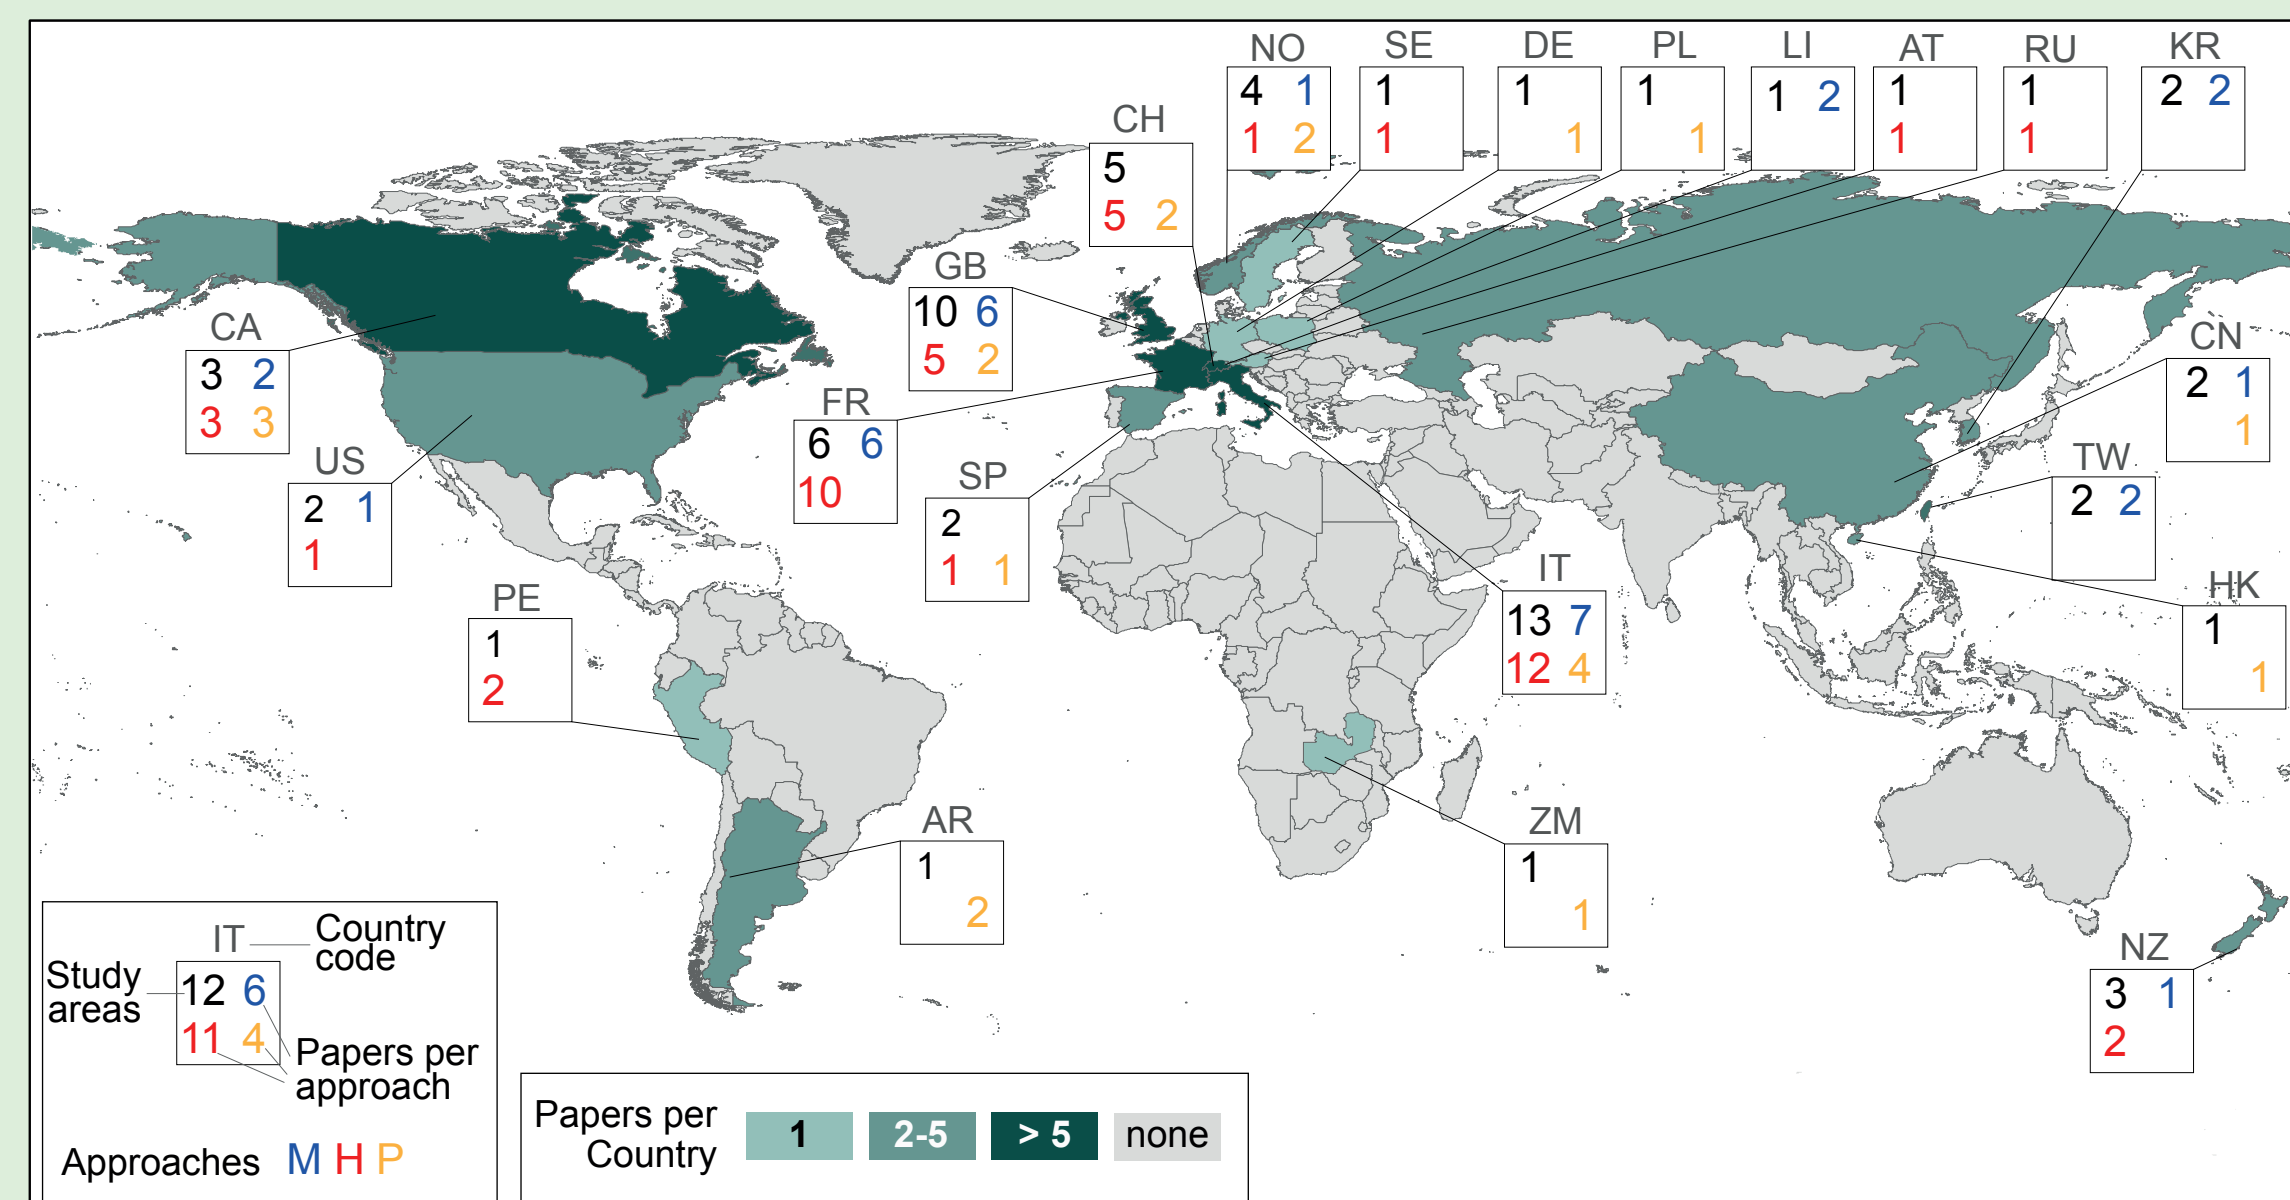 NO
4 1
1 2
SE
1
1
DE
1
1
PL
1
1
LI
1 2
AT
1
1
RU
1
1
KR
2 2
CH
5
5 2
GB
10 6
5 2
CA
3 2
3 3
FR
6 6
10
US
2 1
1
SP
2
1 1
CN
2 1
1
TW
2 2
IT
13 7
12 4
HK
1
1
PE
1
2
AR
1
2
ZM
1
1
NZ
3 1
2
IT
Country
code
Study
areas
12 6
11 4
Papers per
approach
Approaches M H P
Papers per
Country
1
2-5
> 5
none